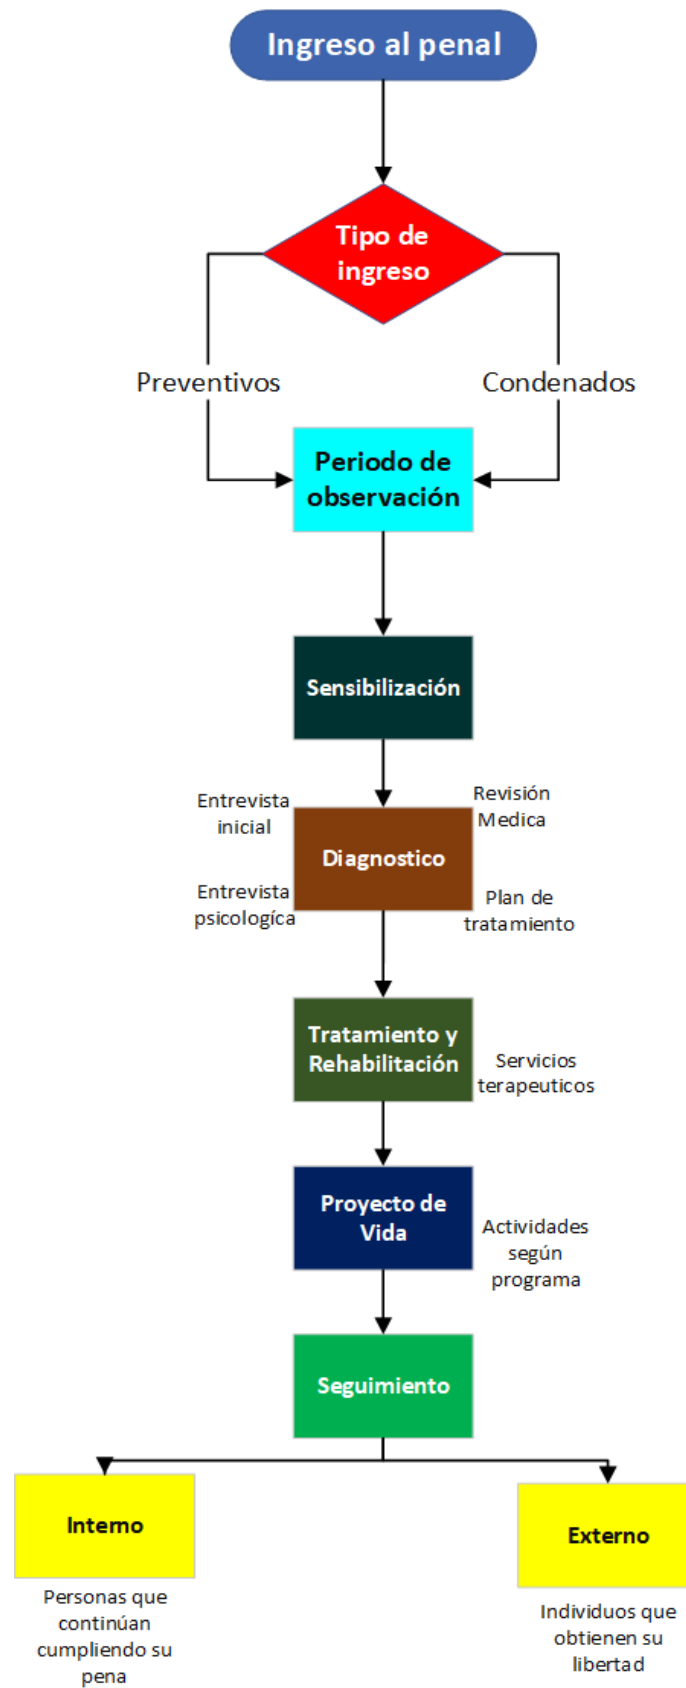 Ingreso al penal
Tipo de
ingreso
Preventivos
Condenados
Periodo de
observación
Sensibilización
Entrevista
inicial
Revisión
Medica
Diagnostico
Entrevista
psicologíca
Plan de
tratamiento
Tratamiento y
Rehabilitación
Servicios
terapeuticos
Proyecto de
Vida
Actividades
según
programa
Seguimiento
Interno
Externo
Personas que
continúan
cumpliendo su
pena
Individuos que
obtienen su
libertad